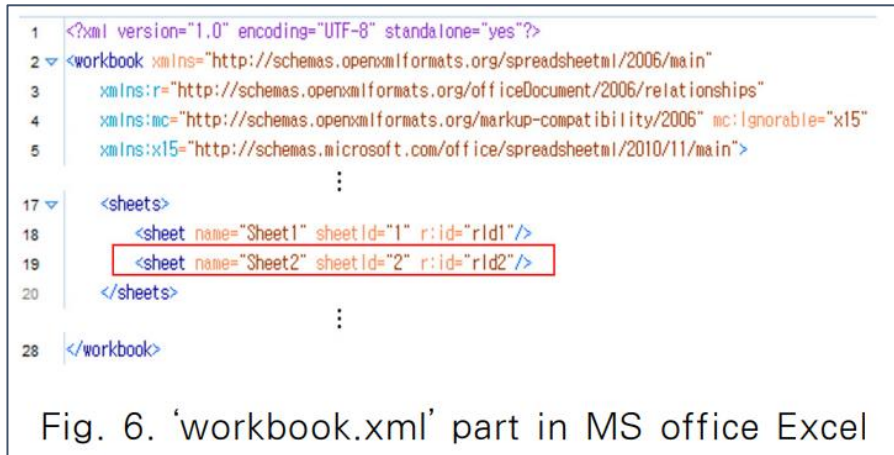 1 <?xml version="1.0" encoding="UTF-8" standalone="yes"?>
2 <workbook xmlns="http://schemas.openxmlformats.org/spreadsheetml/2006/main"
3 xmlns:r="http://schemas.openxmlformats.org/officeDocument/2006/relationships"
4 xmlns:mc="http://schemas.openxmlformats.org/markup-compatibility/2006" mc:Ignorable="x15"
5 xmlns:x15="http://schemas.microsoft.com/office/spreadsheetml/2010/11/main">
⋮
17 <sheets>
18 <sheet name="Sheet1" sheetId="1" r:id="rId1"/>
19 <sheet name="Sheet2" sheetId="2" r:id="rId2"/>
20 </sheets>
⋮
28 </workbook>
Fig. 6. ‘workbook.xml’ part in MS office Excel